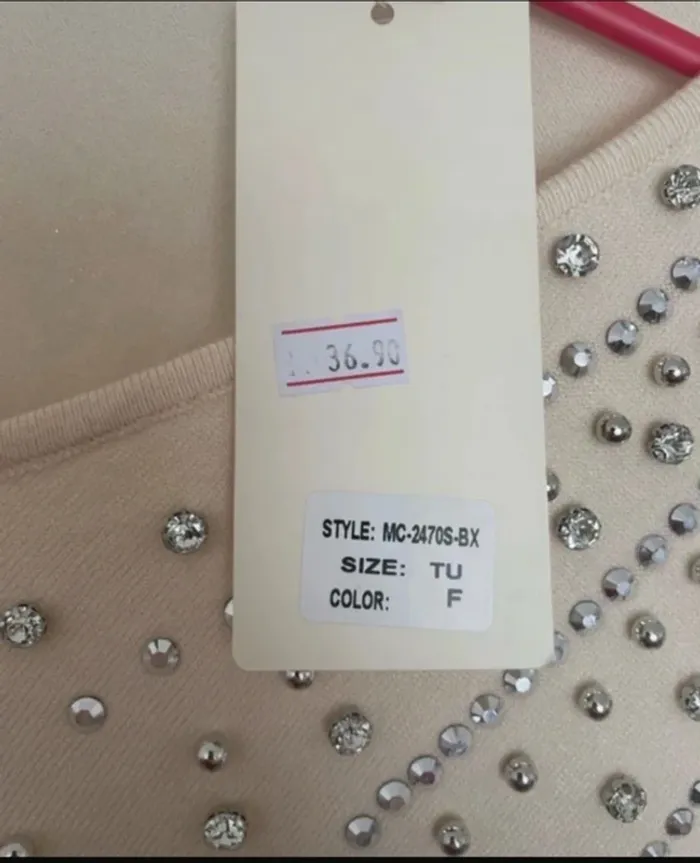 36.90
STYLE: MC-2470S-BX
SIZE: TU
COLOR: F